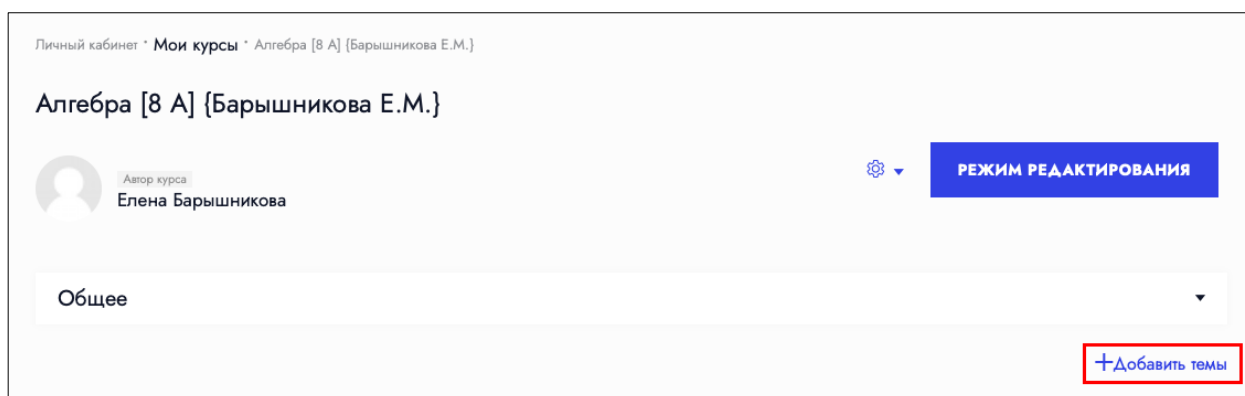 Личный кабинет · Мои курсы · Алгебра [8 А] {Барышникова Е.М.}
Алгебра [8 А] {Барышникова Е.М.}
Автор курса
Елена Барышникова
РЕЖИМ РЕДАКТИРОВАНИЯ
Общее
+Добавить темы